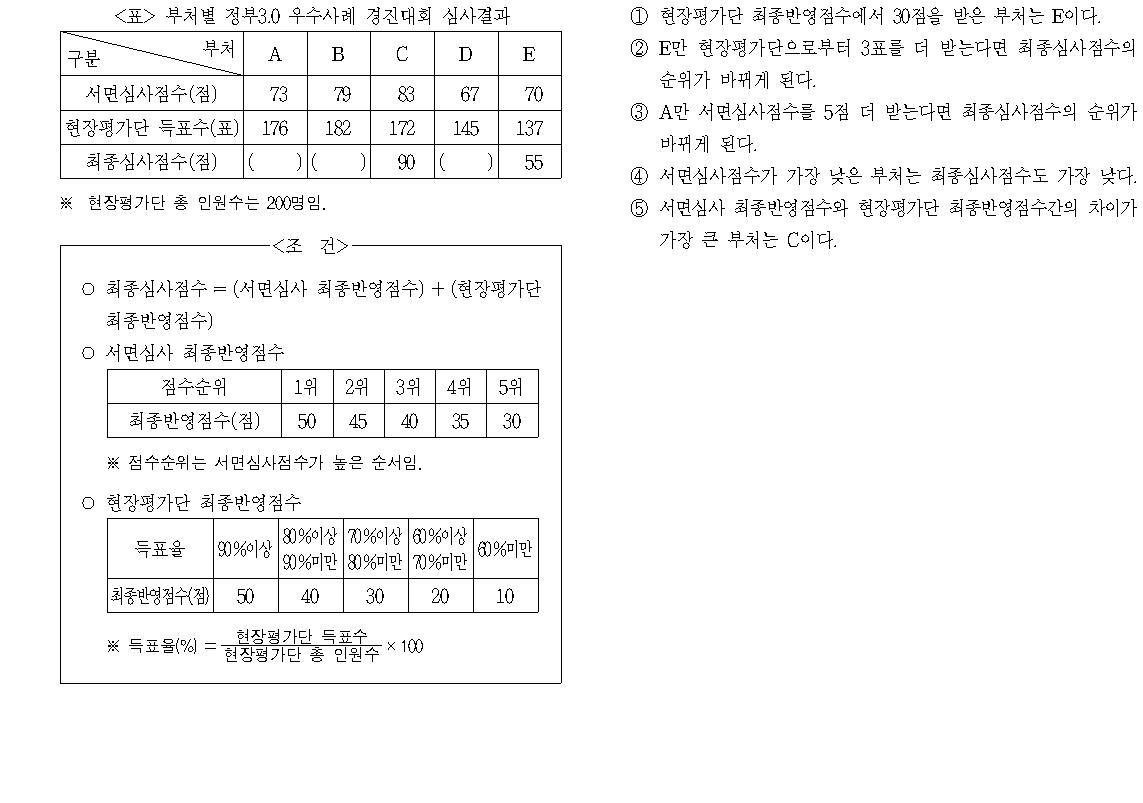 <표> 부처별 정부3.0 우수사례 경진대회 심사결과
구분 부처 A B C D E
서면심사점수(점) 73 79 83 67 70
현장평가단 득표수(표) 176 182 172 145 137
최종심사점수(점) ( ) ( ) 90 ( ) 55
※ 현장평가단 총 인원수는 200명임.
<조 건>
○ 최종심사점수 = (서면심사 최종반영점수) + (현장평가단
최종반영점수)
○ 서면심사 최종반영점수
점수순위 1위 2위 3위 4위 5위
최종반영점수(점) 50 45 40 35 30
※ 점수순위는 서면심사점수가 높은 순서임.
○ 현장평가단 최종반영점수
득표율 90%이상 80%이상 90%미만 70%이상 80%미만 60%이상 70%미만 60%미만
최종반영점수(점) 50 40 30 20 10
※ 득표율(%) = 현장평가단 득표수 / 현장평가단 총 인원수 × 100
① 현장평가단 최종반영점수에서 30점을 받은 부처는 E이다.
② E만 현장평가단으로부터 3표를 더 받는다면 최종심사점수의
순위가 바뀌게 된다.
③ A만 서면심사점수를 5점 더 받는다면 최종심사점수의 순위가
바뀌게 된다.
④ 서면심사점수가 가장 낮은 부처는 최종심사점수도 가장 낮다.
⑤ 서면심사 최종반영점수와 현장평가단 최종반영점수간의 차이가
가장 큰 부처는 C이다.